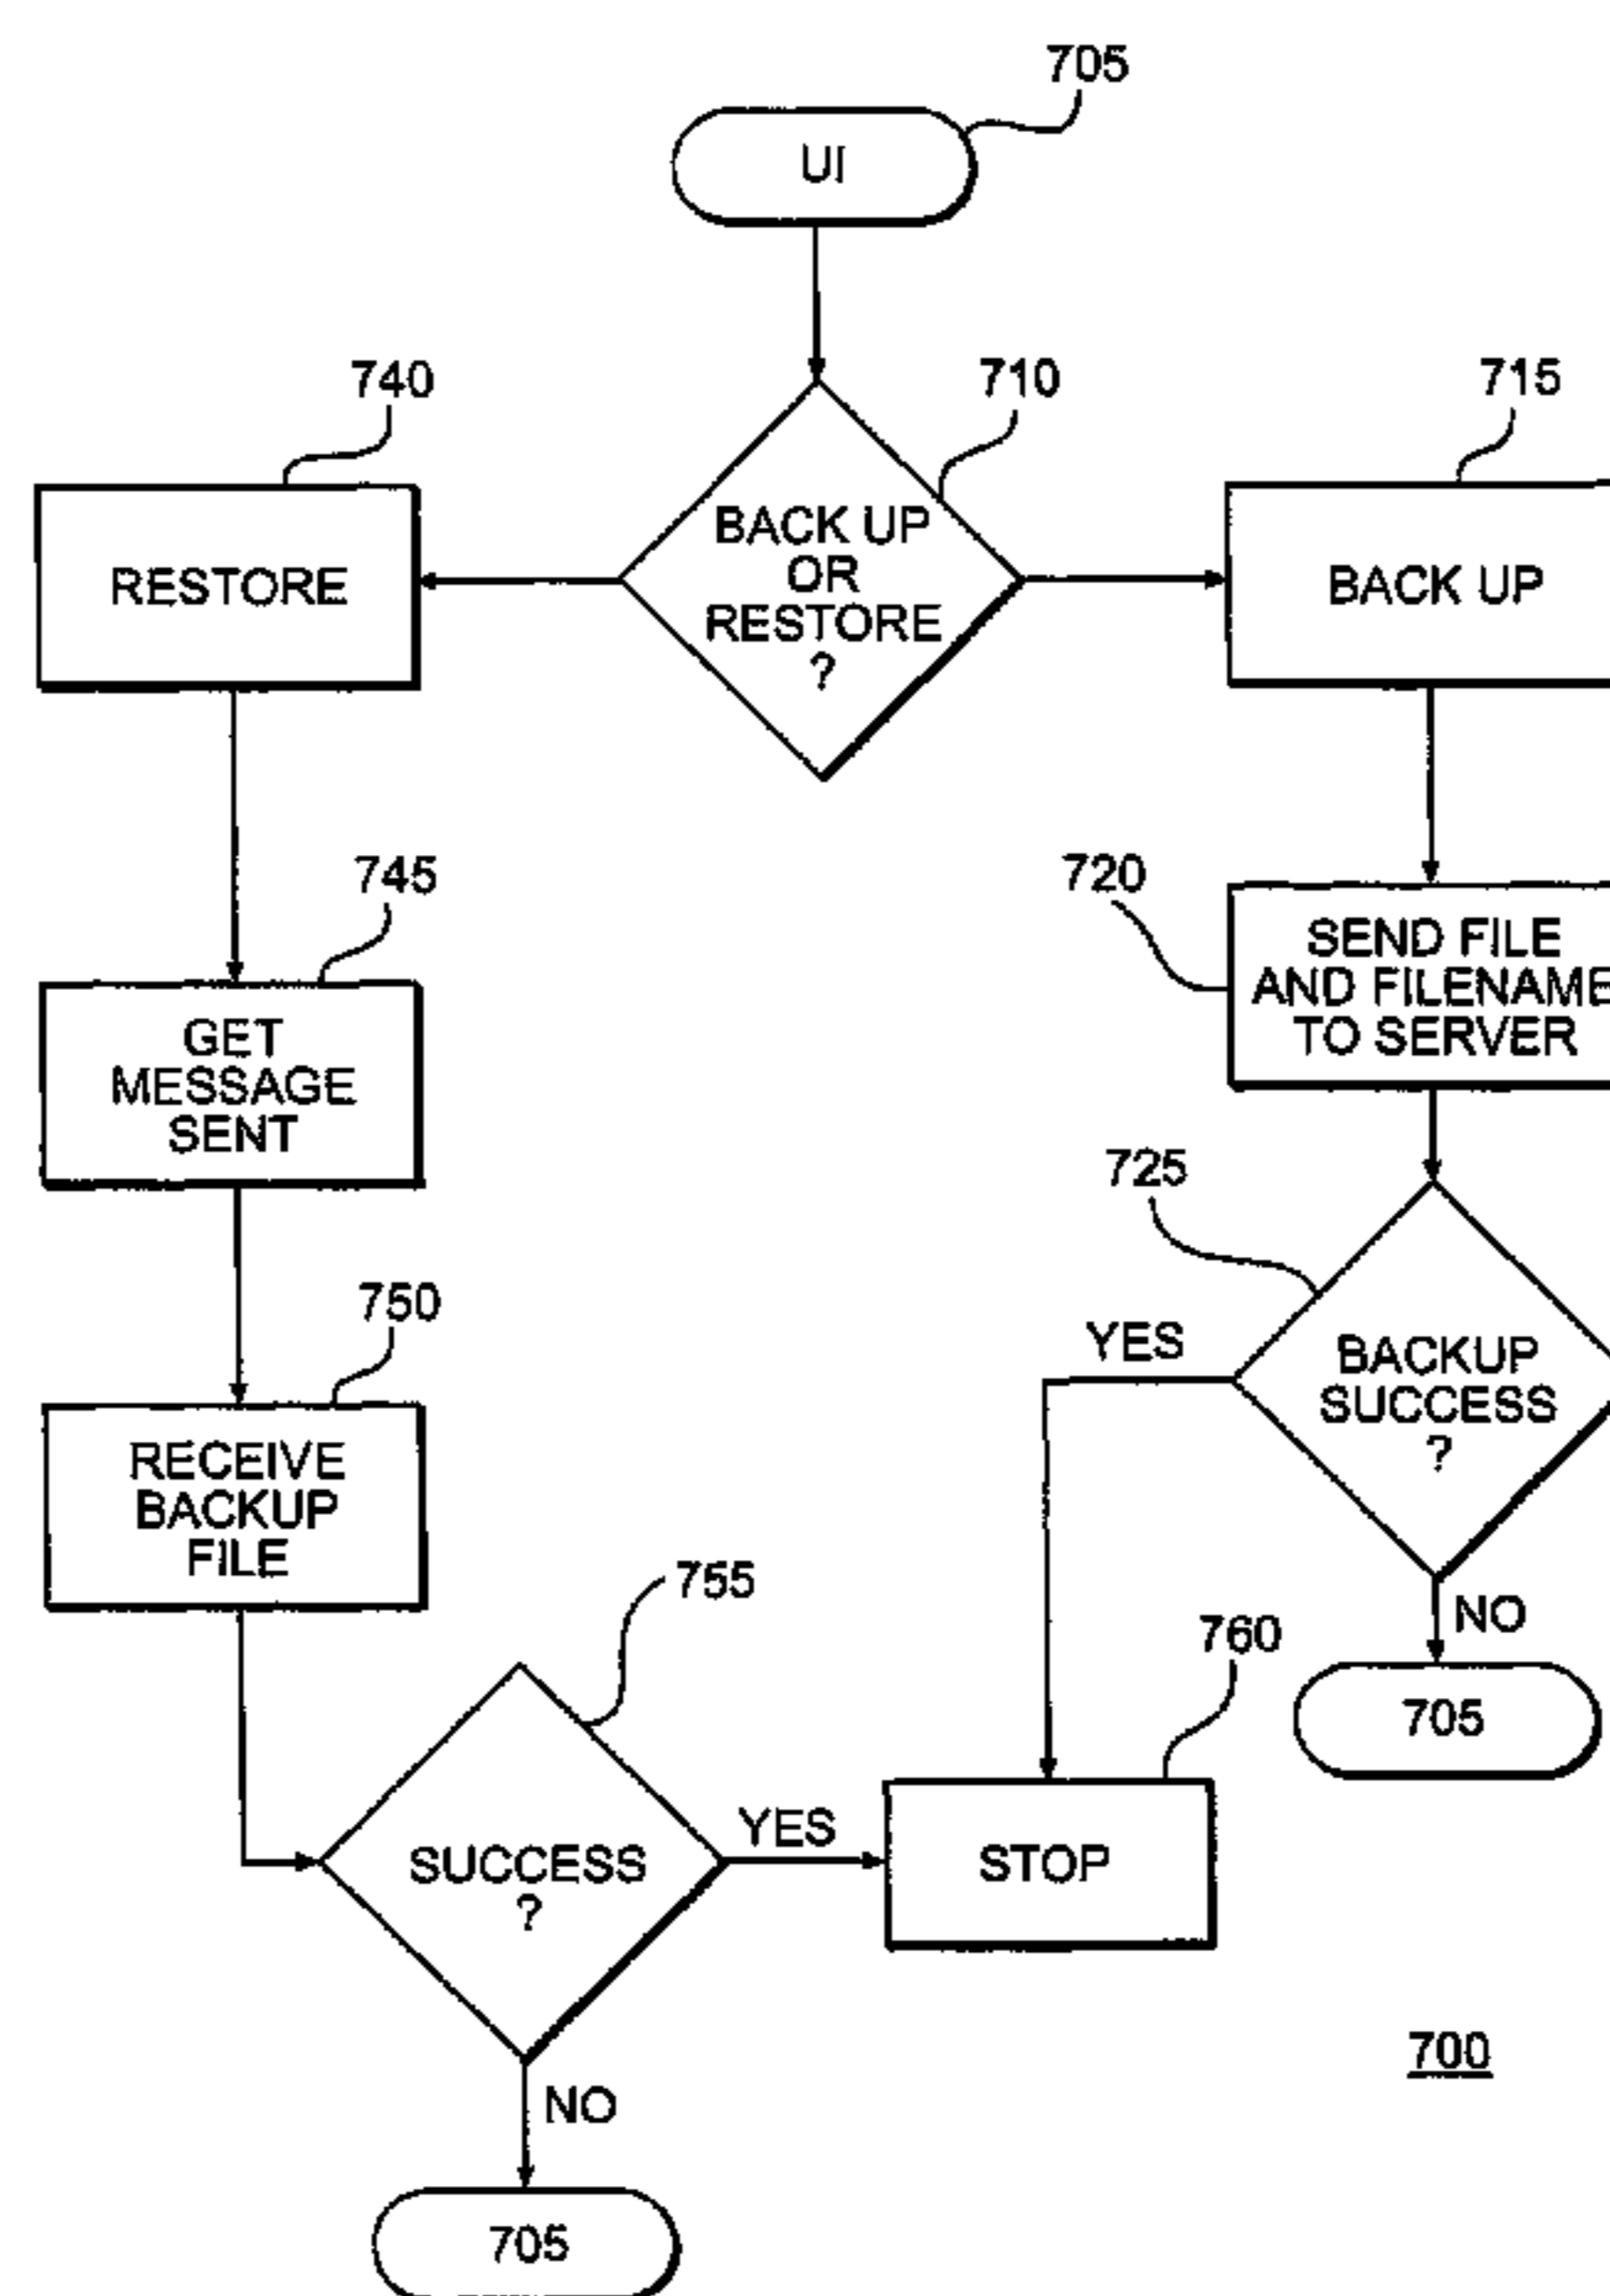 705
UI
740
710
715
RESTORE
BACK UP
OR
RESTORE
?
BACK UP
745
720
GET
MESSAGE
SENT
SEND FILE
AND FILENAME
TO SERVER
725
750
YES
BACKUP
SUCCESS
?
RECEIVE
BACKUP
FILE
755
NO
760
705
SUCCESS
?
YES
STOP
700
NO
705